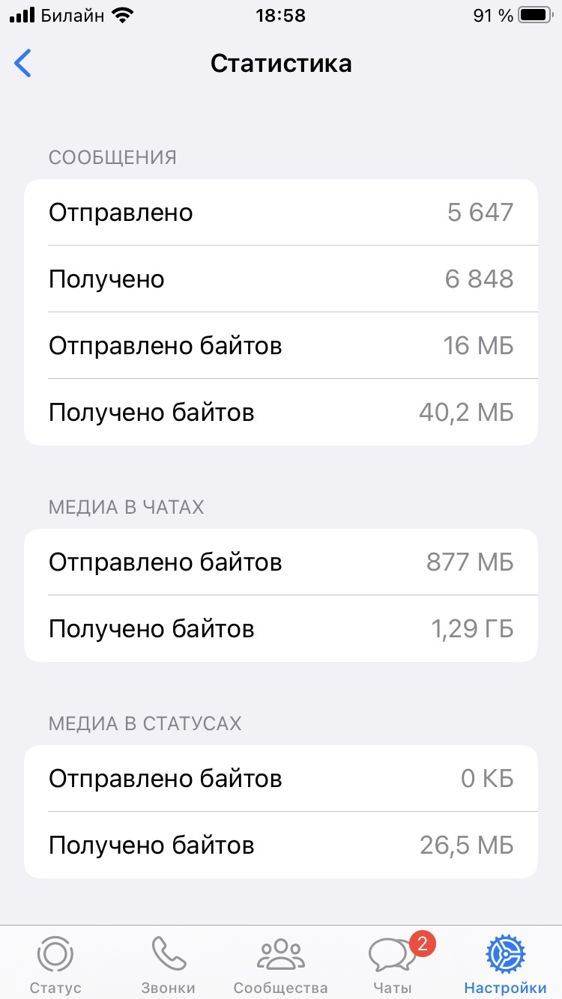 Билайн 18:58 91 %
Статистика
СООБЩЕНИЯ
Отправлено 5 647
Получено 6 848
Отправлено байтов 16 МБ
Получено байтов 40,2 МБ
МЕДИА В ЧАТАХ
Отправлено байтов 877 МБ
Получено байтов 1,29 ГБ
МЕДИА В СТАТУСАХ
Отправлено байтов 0 КБ
Получено байтов 26,5 МБ
2
Статус Звонки Сообщества Чаты Настройки